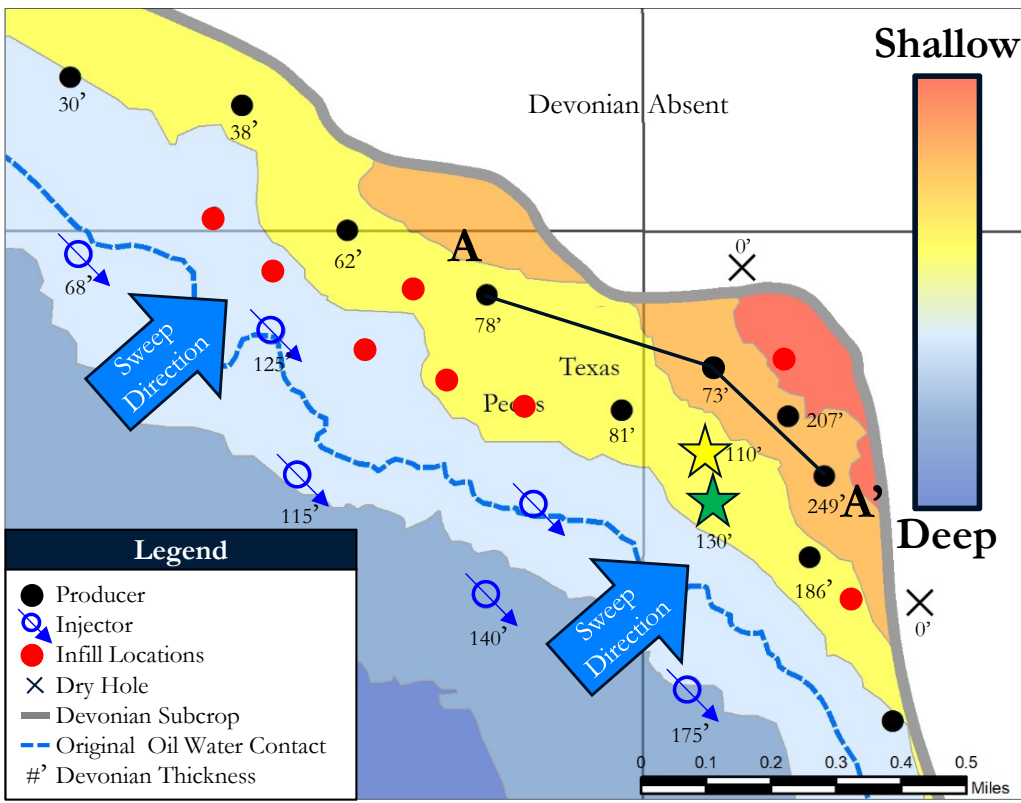 Shallow
Devonian Absent
30'
38'
0'
A
62'
68'
78'
Sweep
Direction
125'
Texas
73'
Pecos
81'
207'
110'
249'
A'
115'
130'
Deep
186'
0'
140'
Sweep
Direction
175'
Legend
Producer
Injector
Infill Locations
Dry Hole
Devonian Subcrop
Original Oil Water Contact
#' Devonian Thickness
0 0.1 0.2 0.3 0.4 0.5
Miles